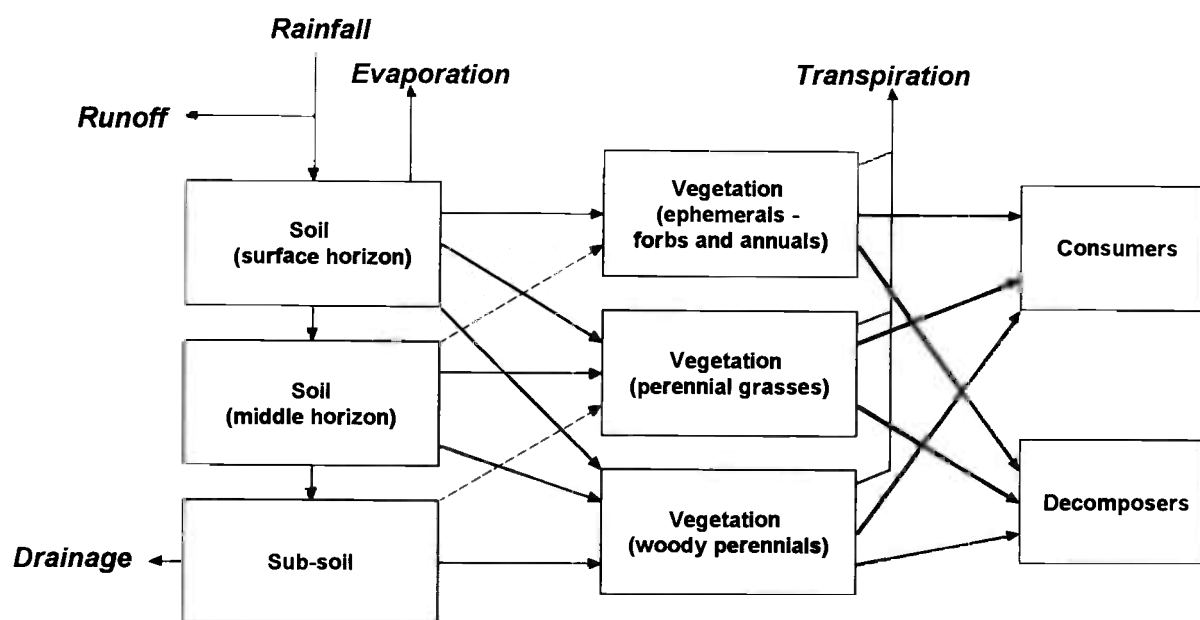 Rainfall
Evaporation
Transpiration
Runoff
Soil
(surface horizon)
Vegetation
(ephemerals -
forbs and annuals)
Consumers
Soil
(middle horizon)
Vegetation
(perennial grasses)
Decomposers
Drainage
Sub-soil
Vegetation
(woody perennials)